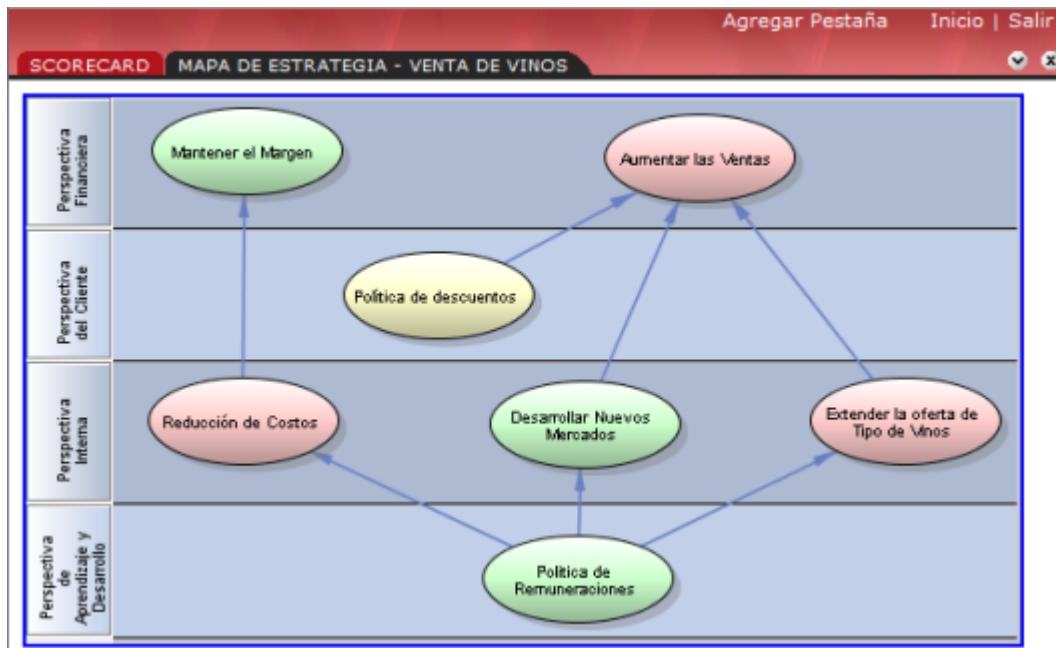 Agregar Pestaña Inicio | Salir
SCORECARD MAPA DE ESTRATEGIA - VENTA DE VINOS
Perspectiva
Financiera
Mantener el Margen
Aumentar las Ventas
Perspectiva
del Cliente
Política de descuentos
Perspectiva
Interna
Reducción de Costos
Desarrollar Nuevos
Mercados
Extender la oferta de
Tipo de Vinos
Perspectiva
de
Aprendizaje y
Desarrollo
Política de
Remuneraciones